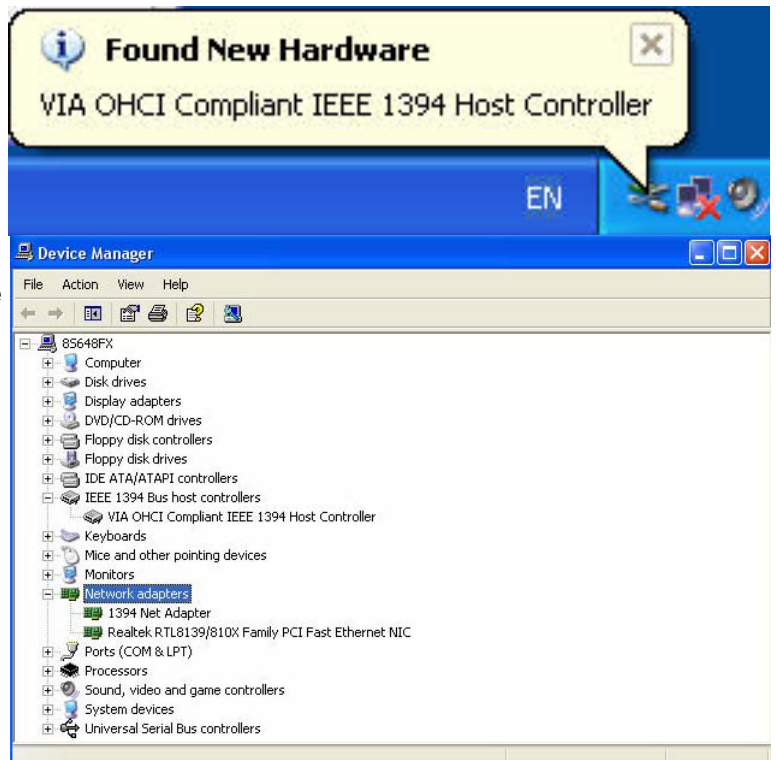 Found New Hardware
VIA OHCI Compliant IEEE 1394 Host Controller
EN
Device Manager
File Action View Help
85648FX
Computer
Disk drives
Display adapters
DVD/CD-ROM drives
Floppy disk controllers
Floppy disk drives
IDE ATA/ATAPI controllers
IEEE 1394 Bus host controllers
VIA OHCI Compliant IEEE 1394 Host Controller
Keyboards
Mice and other pointing devices
Monitors
Network adapters
1394 Net Adapter
Realtek RTL8139/810X Family PCI Fast Ethernet NIC
Ports (COM & LPT)
Processors
Sound, video and game controllers
System devices
Universal Serial Bus controllers